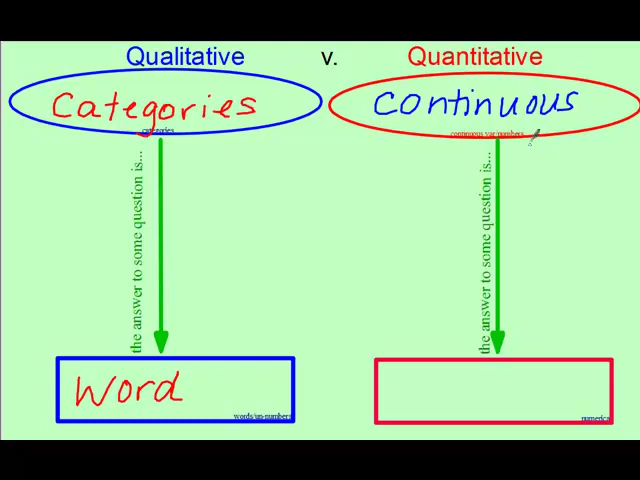 Qualitative v. Quantitative
Categories
continuous
categories
continuous var/numbers
the answer to some question is...
the answer to some question is...
Word
words/un-numbers
numerical